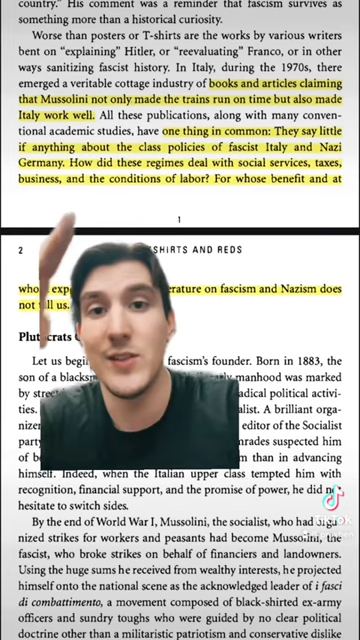 country." His comment was a reminder that fascism survives as
something more than a historical curiosity.
Worse than posters or T-shirts are the works by various writers
bent on "explaining" Hitler, or "reevaluating" Franco, or in other
ways sanitizing fascist history. In Italy, during the 1970s, there
emerged a veritable cottage industry of books and articles claiming
that Mussolini not only made the trains run on time but also made
Italy work well. All these publications, along with many conven-
tional academic studies, have one thing in common: They say little
if anything about the class policies of fascist Italy and Nazi
Germany. How did these regimes deal with social services, taxes,
business, and the conditions of labor? For whose benefit and at
1
2 SHIRTS AND REDS
who exp erature on fascism and Nazism does
not tell us.
Plut crats
Let us begi fascism's founder. Born in 1883, the
son of a blacks manhood was marked
by stre adical political activi-
ties. alist. A brilliant orga-
nizer editor of the Socialist
party mrades suspected him
of b m than in advancing
himself. Indeed, when the Italian upper class tempted him with
recognition, financial support, and the promise of power, he did n
hesitate to switch sides.
By the end of World War I, Mussolini, the socialist, who had
nized strikes for workers and peasants had become Mussolini, the
fascist, who broke strikes on behalf of financiers and landowners.
Using the huge sums he received from wealthy interests, he projected
himself onto the national scene as the acknowledged leader of i fasci
di combattimento, a movement composed of black-shirted ex-army
officers and sundry toughs who were guided by no clear political
doctrine other than a militaristic patriotism and conservative dislike